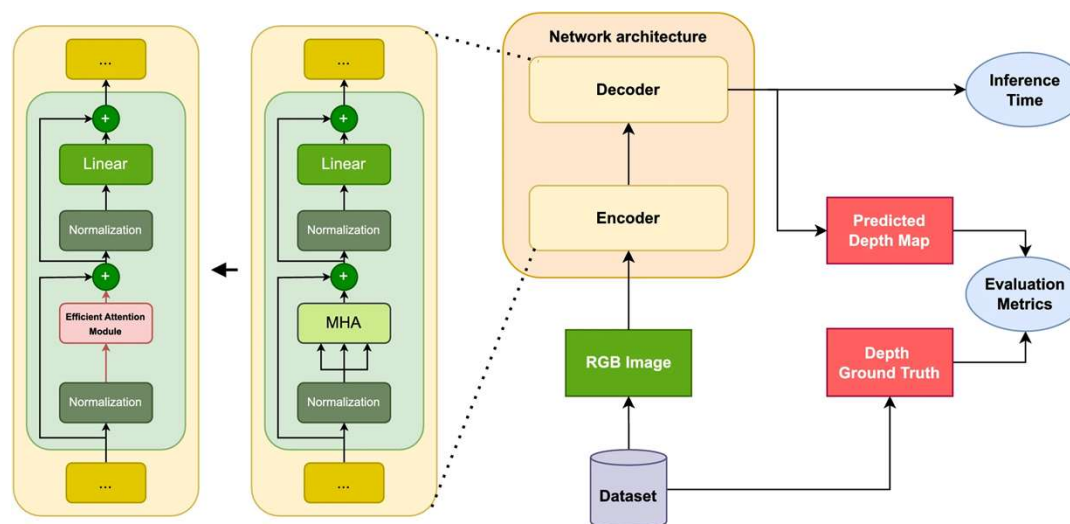 ...
+
Linear
Normalization
+
Efficient Attention
Module
Normalization
...
...
+
Linear
Normalization
+
MHA
Normalization
...
Network architecture
Decoder
Encoder
RGB Image
Dataset
Inference
Time
Predicted
Depth Map
Evaluation
Metrics
Depth
Ground Truth